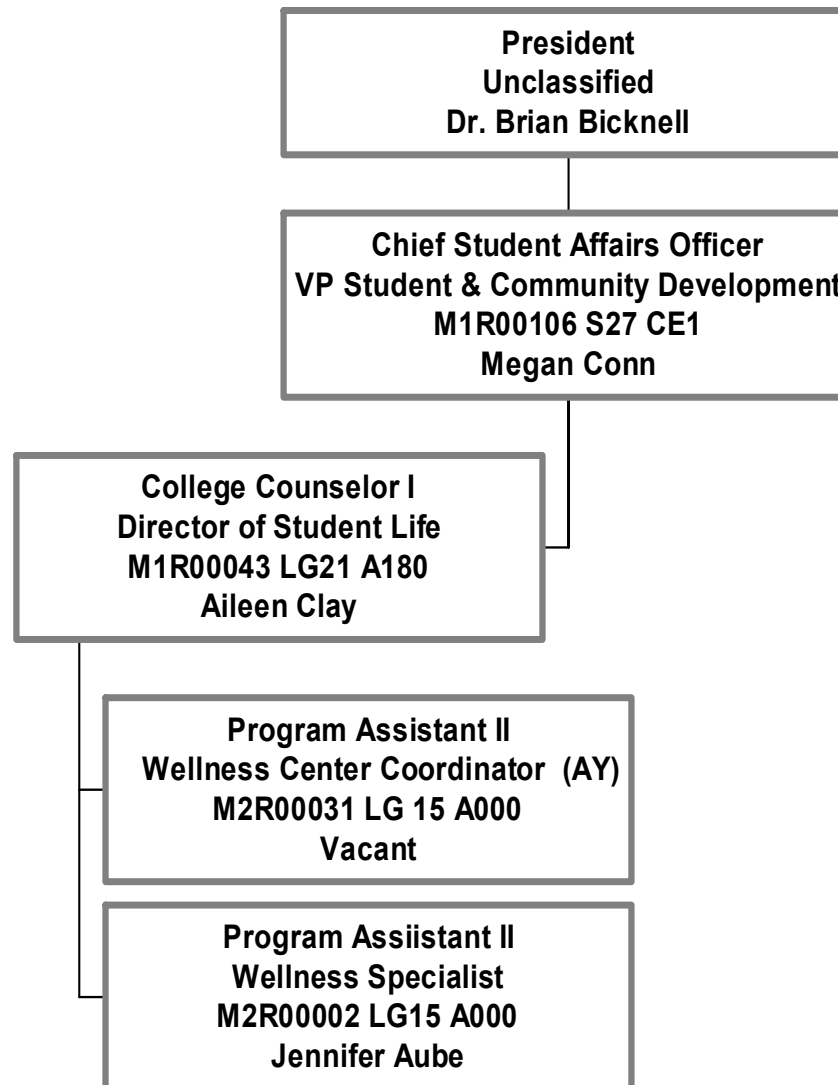 President
Unclassified
Dr. Brian Bicknell
Chief Student Affairs Officer
VP Student & Community Development
M1R00106 S27 CE1
Megan Conn
College Counselor I
Director of Student Life
M1R00043 LG21 A180
Aileen Clay
Program Assistant II
Wellness Center Coordinator (AY)
M2R00031 LG 15 A000
Vacant
Program Assiistant II
Wellness Specialist
M2R00002 LG15 A000
Jennifer Aube